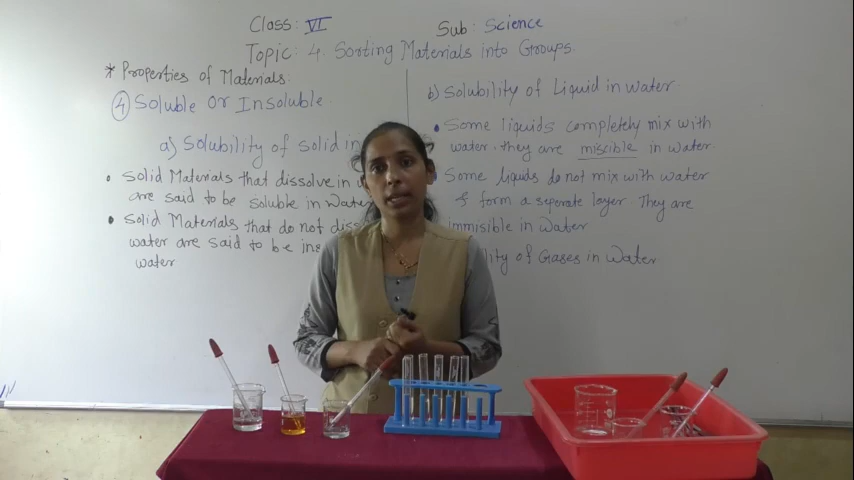 Class: VI Sub: Science
Topic: 4. Sorting Materials into Groups.
* Properties of Materials:
④ Soluble Or Insoluble
a) Solubility of Solid in
• Solid Materials that dissolve in
are said to be Soluble in Water
• Solid Materials that do not
water are said to be
water
b) Solubility of Liquid in water
• Some liquids completely mix with
water. they are miscible in water.
Some liquids do not mix with water
& form a separate layer. They are
immisible in water
of Gases in Water